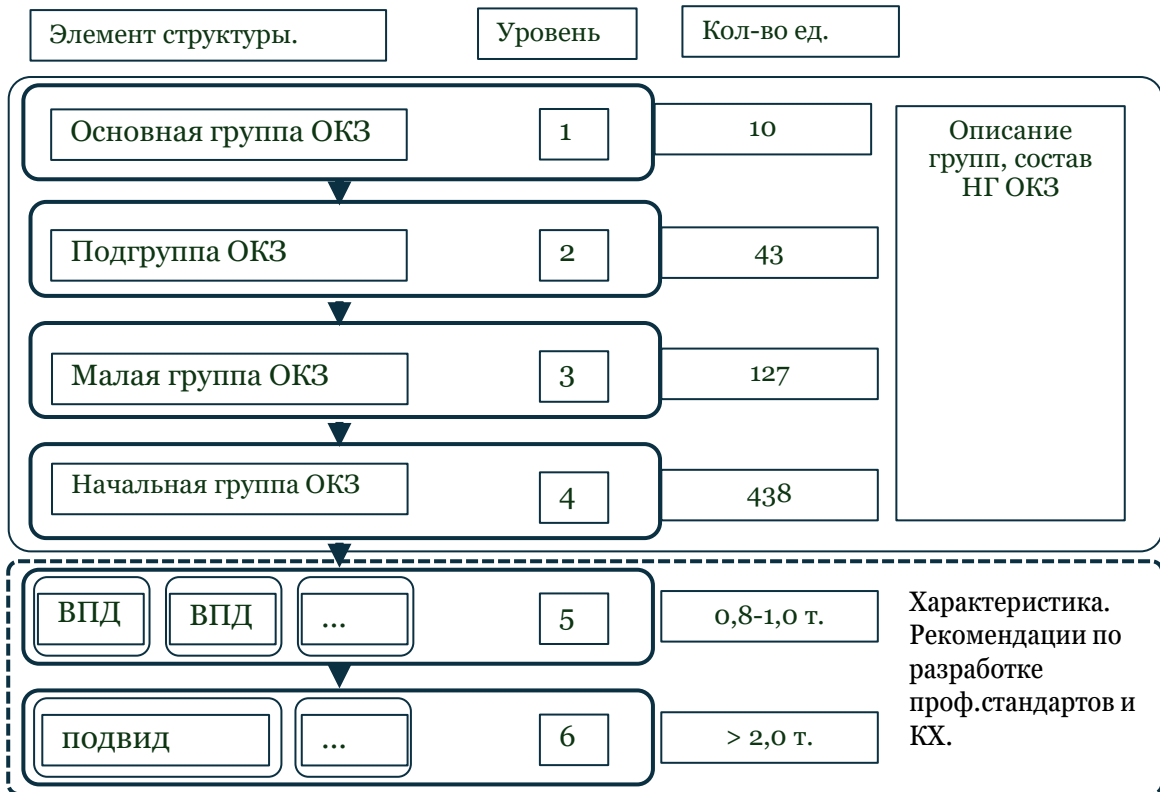 Элемент структуры.
Уровень
Кол-во ед.
Основная группа ОКЗ
1
10
Описание
групп, состав
НГ ОКЗ
Подгруппа ОКЗ
2
43
Малая группа ОКЗ
3
127
Начальная группа ОКЗ
4
438
ВПД
ВПД
...
5
0,8-1,0 т.
Характеристика.
Рекомендации по
разработке
проф.стандартов и
КХ.
подвид
...
6
> 2,0 т.